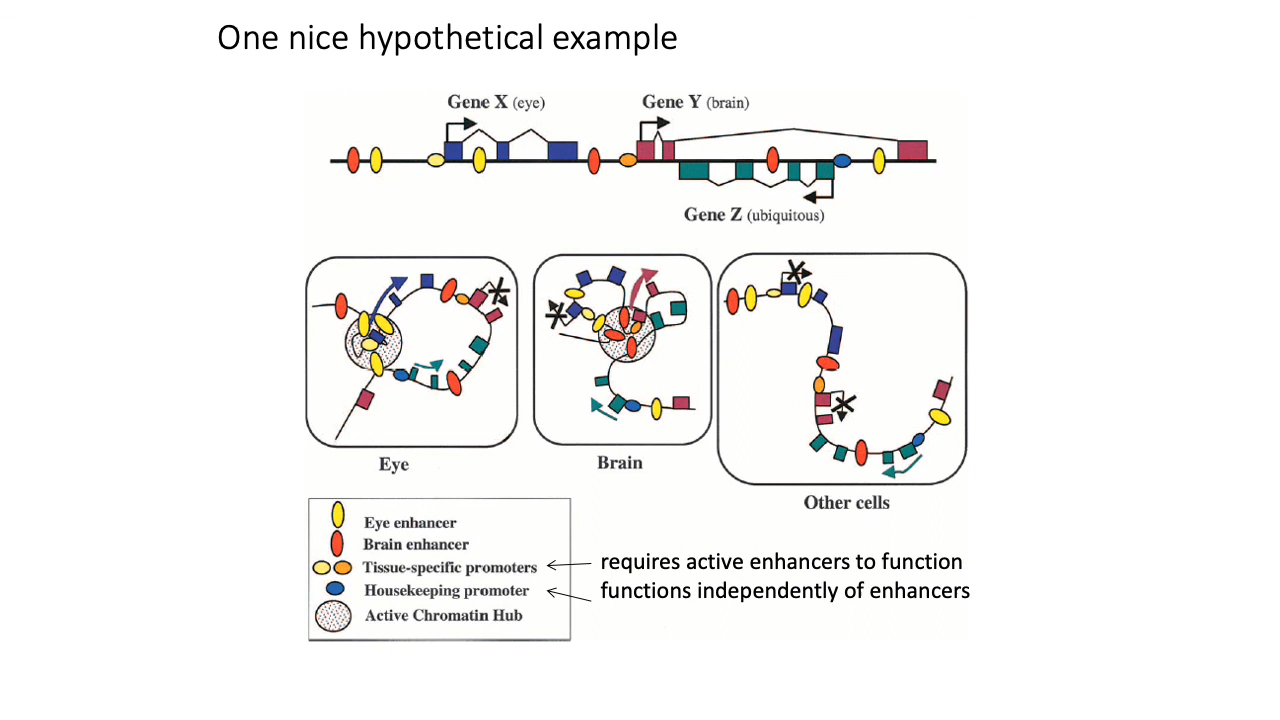 One nice hypothetical example
Gene X (eye)
Gene Y (brain)
Gene Z (ubiquitous)
Eye
Brain
Other cells
Eye enhancer
Brain enhancer
Tissue-specific promoters
requires active enhancers to function
Housekeeping promoter
functions independently of enhancers
Active Chromatin Hub